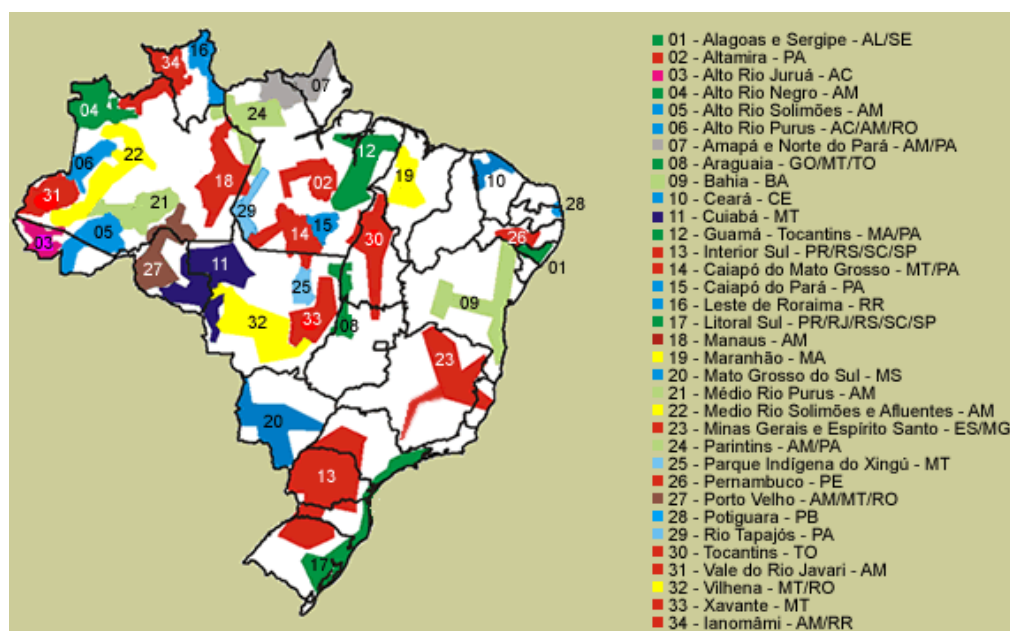 34
16
07
04
24
12
06
22
19
10
18
02
31
29
21
28
14
15
30
26
03
05
01
27
11
25
09
33
08
32
23
20
13
17
01 - Alagoas e Sergipe - AL/SE
02 - Altamira - PA
03 - Alto Rio Juruá - AC
04 - Alto Rio Negro - AM
05 - Alto Rio Solimões - AM
06 - Alto Rio Purus - AC/AM/RO
07 - Amapá e Norte do Pará - AM/PA
08 - Araguaia - GO/MT/TO
09 - Bahia - BA
10 - Ceará - CE
11 - Cuiabá - MT
12 - Guamá - Tocantins - MA/PA
13 - Interior Sul - PR/RS/SC/SP
14 - Caiapó do Mato Grosso - MT/PA
15 - Caiapó do Pará - PA
16 - Leste de Roraima - RR
17 - Litoral Sul - PR/RJ/RS/SC/SP
18 - Manaus - AM
19 - Maranhão - MA
20 - Mato Grosso do Sul - MS
21 - Médio Rio Purus - AM
22 - Medio Rio Solimões e Afluentes - AM
23 - Minas Gerais e Espírito Santo - ES/MG
24 - Parintins - AM/PA
25 - Parque Indígena do Xingú - MT
26 - Pernambuco - PE
27 - Porto Velho - AM/MT/RO
28 - Potiguara - PB
29 - Rio Tapajós - PA
30 - Tocantins - TO
31 - Vale do Rio Javari - AM
32 - Vilhena - MT/RO
33 - Xavante - MT
34 - Ianomâmi - AM/RR